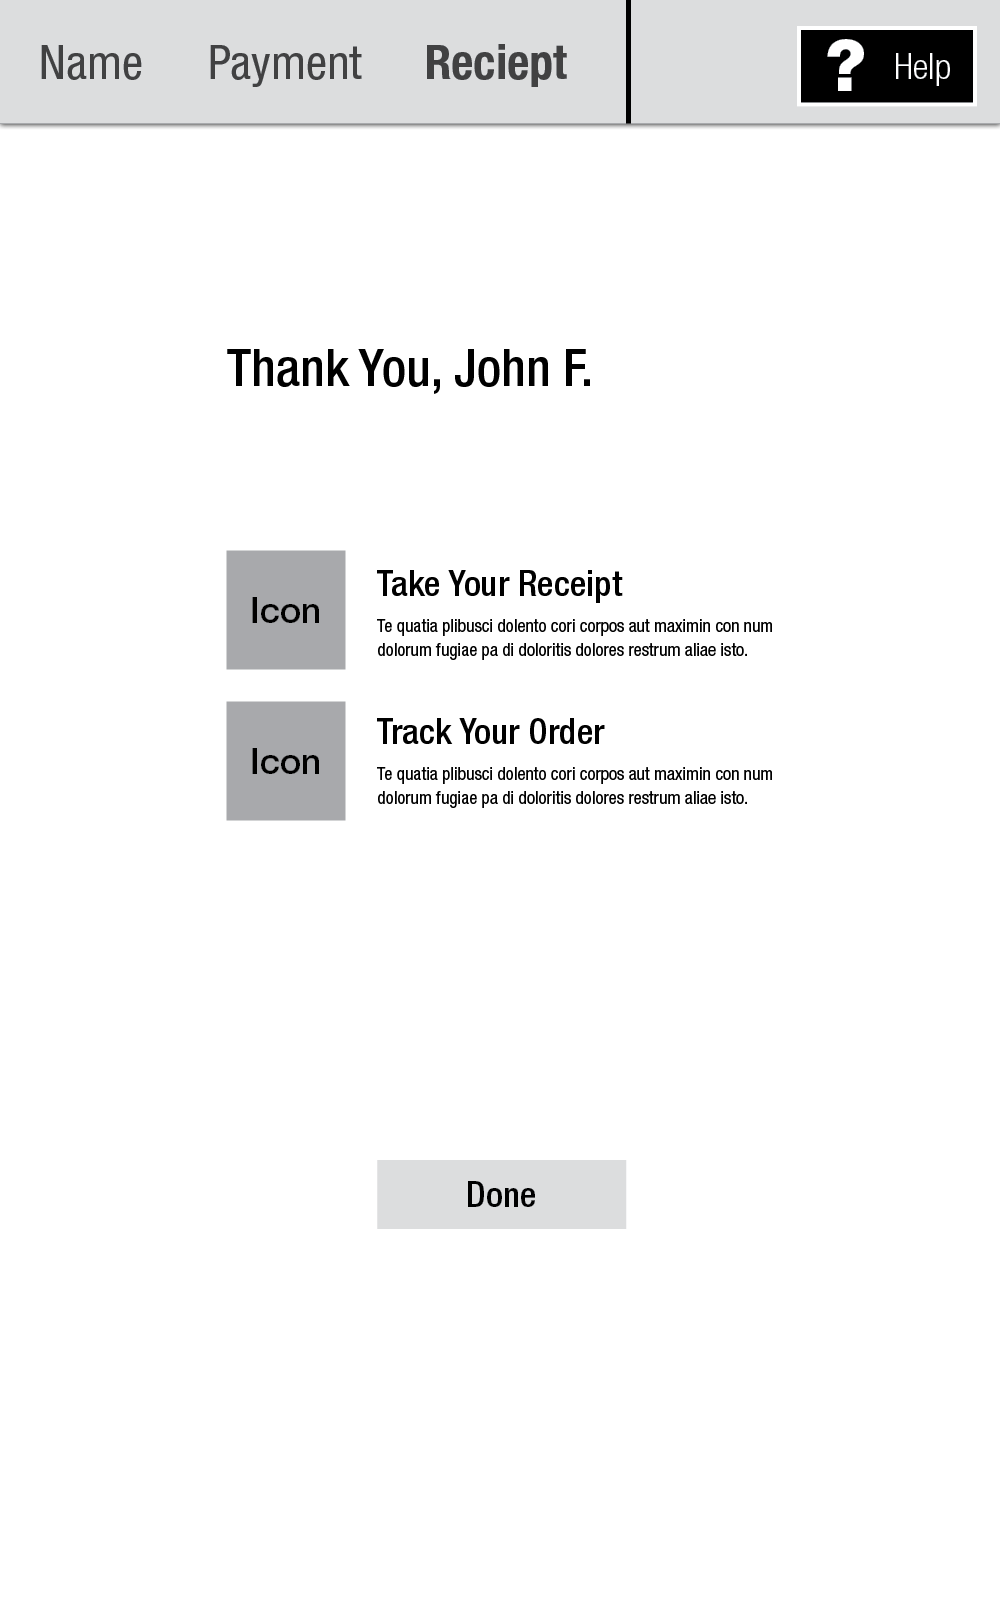 Name Payment Reciept ? Help
Thank You, John F.
Icon
Take Your Receipt
Te quatia plibusci dolento cori corpos aut maximin con num
dolorum fugiae pa di doloritis dolores restrum aliae isto.
Icon
Track Your Order
Te quatia plibusci dolento cori corpos aut maximin con num
dolorum fugiae pa di doloritis dolores restrum aliae isto.
Done